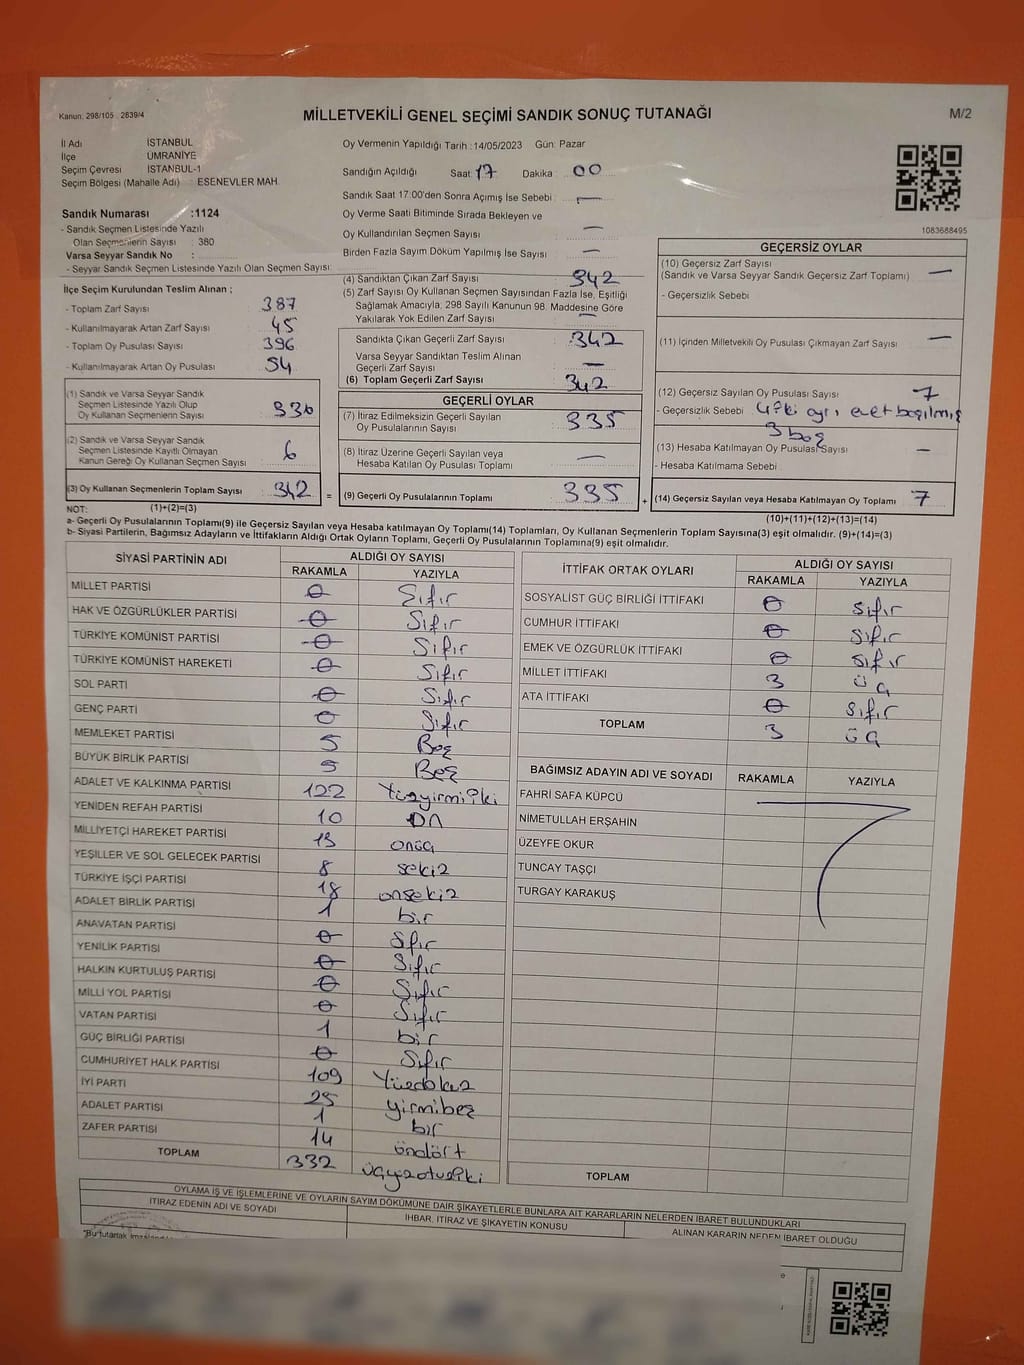 Kanun: 298/105 . 2839/4
MİLLETVEKİLİ GENEL SEÇİMİ SANDIK SONUÇ TUTANAĞI
M/2
İl Adı İSTANBUL
İlçe ÜMRANİYE
Seçim Çevresi İSTANBUL-1
Seçim Bölgesi (Mahalle Adı) : ESENEVLER MAH.
Sandık Numarası :1124
- Sandık Seçmen Listesinde Yazılı
Olan Seçmenlerin Sayısı : 380
Varsa Seyyar Sandık No :
- Seyyar Sandık Seçmen Listesinde Yazılı Olan Seçmen Sayısı:
Oy Vermenin Yapıldığı Tarih :14/05/2023 Gün: Pazar
Sandığın Açıldığı Saat: 17 Dakika : 00
Sandık Saat 17:00'den Sonra Açılmış İse Sebebi : —
Oy Verme Saati Bitiminde Sırada Bekleyen ve
Oy Kullandırılan Seçmen Sayısı : —
Birden Fazla Sayım Döküm Yapılmış İse Sayısı : —
1083688495
İlçe Seçim Kurulundan Teslim Alınan ;
- Toplam Zarf Sayısı : 387
- Kullanılmayarak Artan Zarf Sayısı : 45
- Toplam Oy Pusulası Sayısı : 396
- Kullanılmayarak Artan Oy Pusulası : 54
(4) Sandıktan Çıkan Zarf Sayısı : 342
(5) Zarf Sayısı Oy Kullanan Seçmen Sayısından Fazla İse, Eşitliği
Sağlamak Amacıyla, 298 Sayılı Kanunun 98. Maddesine Göre
Yakılarak Yok Edilen Zarf Sayısı : —
Sandıkta Çıkan Geçerli Zarf Sayısı : 342
Varsa Seyyar Sandıktan Teslim Alınan
Geçerli Zarf Sayısı : —
(6) Toplam Geçerli Zarf Sayısı : 342
GEÇERSİZ OYLAR
(10) Geçersiz Zarf Sayısı
(Sandık ve Varsa Seyyar Sandık Geçersiz Zarf Toplamı) : —
- Geçersizlik Sebebi :
(11) İçinden Milletvekili Oy Pusulası Çıkmayan Zarf Sayısı : —
(12) Geçersiz Sayılan Oy Pusulası Sayısı : 7
- Geçersizlik Sebebi : 4 iki ayrı evet basılmış
3 boş
(13) Hesaba Katılmayan Oy Pusulası Sayısı : —
- Hesaba Katılmama Sebebi :
(1) Sandık ve Varsa Seyyar Sandık
Seçmen Listesinde Yazılı Olup
Oy Kullanan Seçmenlerin Sayısı : 336
(2) Sandık ve Varsa Seyyar Sandık
Seçmen Listesinde Kayıtlı Olmayan
Kanun Gereği Oy Kullanan Seçmen Sayısı : 6
(3) Oy Kullanan Seçmenlerin Toplam Sayısı : 342
GEÇERLİ OYLAR
(7) İtiraz Edilmeksizin Geçerli Sayılan
Oy Pusulalarının Sayısı : 335
(8) İtiraz Üzerine Geçerli Sayılan veya
Hesaba Katılan Oy Pusulası Toplamı : —
= (9) Geçerli Oy Pusulalarının Toplamı : 335
+ (14) Geçersiz Sayılan veya Hesaba Katılmayan Oy Toplamı : 7
NOT: (1)+(2)=(3)
(10)+(11)+(12)+(13)=(14)
a- Geçerli Oy Pusulalarının Toplamı(9) ile Geçersiz Sayılan veya Hesaba katılmayan Oy Toplamı(14) Toplamları, Oy Kullanan Seçmenlerin Toplam Sayısına(3) eşit olmalıdır. (9)+(14)=(3)
b- Siyasi Partilerin, Bağımsız Adayların ve İttifakların Aldığı Ortak Oyların Toplamı, Geçerli Oy Pusulalarının Toplamına(9) eşit olmalıdır.
SİYASİ PARTİNİN ADI ALDIĞI OY SAYISI
RAKAMLA YAZIYLA
MİLLET PARTİSİ 0 Sıfır
HAK VE ÖZGÜRLÜKLER PARTİSİ 0 Sıfır
TÜRKİYE KOMÜNİST PARTİSİ 0 Sıfır
TÜRKİYE KOMÜNİST HAREKETİ 0 Sıfır
SOL PARTİ 0 Sıfır
GENÇ PARTİ 0 Sıfır
MEMLEKET PARTİSİ 5 Beş
BÜYÜK BİRLİK PARTİSİ 5 Beş
ADALET VE KALKINMA PARTİSİ 122 Yüzyirmiiki
YENİDEN REFAH PARTİSİ 10 On
MİLLİYETÇİ HAREKET PARTİSİ 13 onüç
YEŞİLLER VE SOL GELECEK PARTİSİ 8 sekiz
TÜRKİYE İŞÇİ PARTİSİ 18 onsekiz
ADALET BİRLİK PARTİSİ 1 bir
ANAVATAN PARTİSİ 0 Sıfır
YENİLİK PARTİSİ 0 Sıfır
HALKIN KURTULUŞ PARTİSİ 0 Sıfır
MİLLİ YOL PARTİSİ 0 Sıfır
VATAN PARTİSİ 1 bir
GÜÇ BİRLİĞİ PARTİSİ 0 Sıfır
CUMHURİYET HALK PARTİSİ 109 Yüzdokuz
İYİ PARTİ 25 yirmibeş
ADALET PARTİSİ 1 bir
ZAFER PARTİSİ 14 öndört
TOPLAM 332 üçyüzotuziki
İTTİFAK ORTAK OYLARI ALDIĞI OY SAYISI
RAKAMLA YAZIYLA
SOSYALİST GÜÇ BİRLİĞİ İTTİFAKI 0 sıfır
CUMHUR İTTİFAKI 0 sıfır
EMEK VE ÖZGÜRLÜK İTTİFAKI 0 sıfır
MİLLET İTTİFAKI 3 üç
ATA İTTİFAKI 0 sıfır
TOPLAM 3 üç
BAĞIMSIZ ADAYIN ADI VE SOYADI RAKAMLA YAZIYLA
FAHRİ SAFA KÜPCÜ
NİMETULLAH ERŞAHİN
ÜZEYFE OKUR
TUNCAY TAŞÇI
TURGAY KARAKUŞ
TOPLAM
OYLAMA İŞ VE İŞLEMLERİNE VE OYLARIN SAYIM DÖKÜMÜNE DAİR ŞİKAYETLERLE BUNLARA AİT KARARLARIN NELERDEN İBARET BULUNDUKLARI
İTİRAZ EDENİN ADI VE SOYADI İHBAR, İTİRAZ VE ŞİKAYETİN KONUSU ALINAN KARARIN NEDEN İBARET OLDUĞU
"Bu tutanak